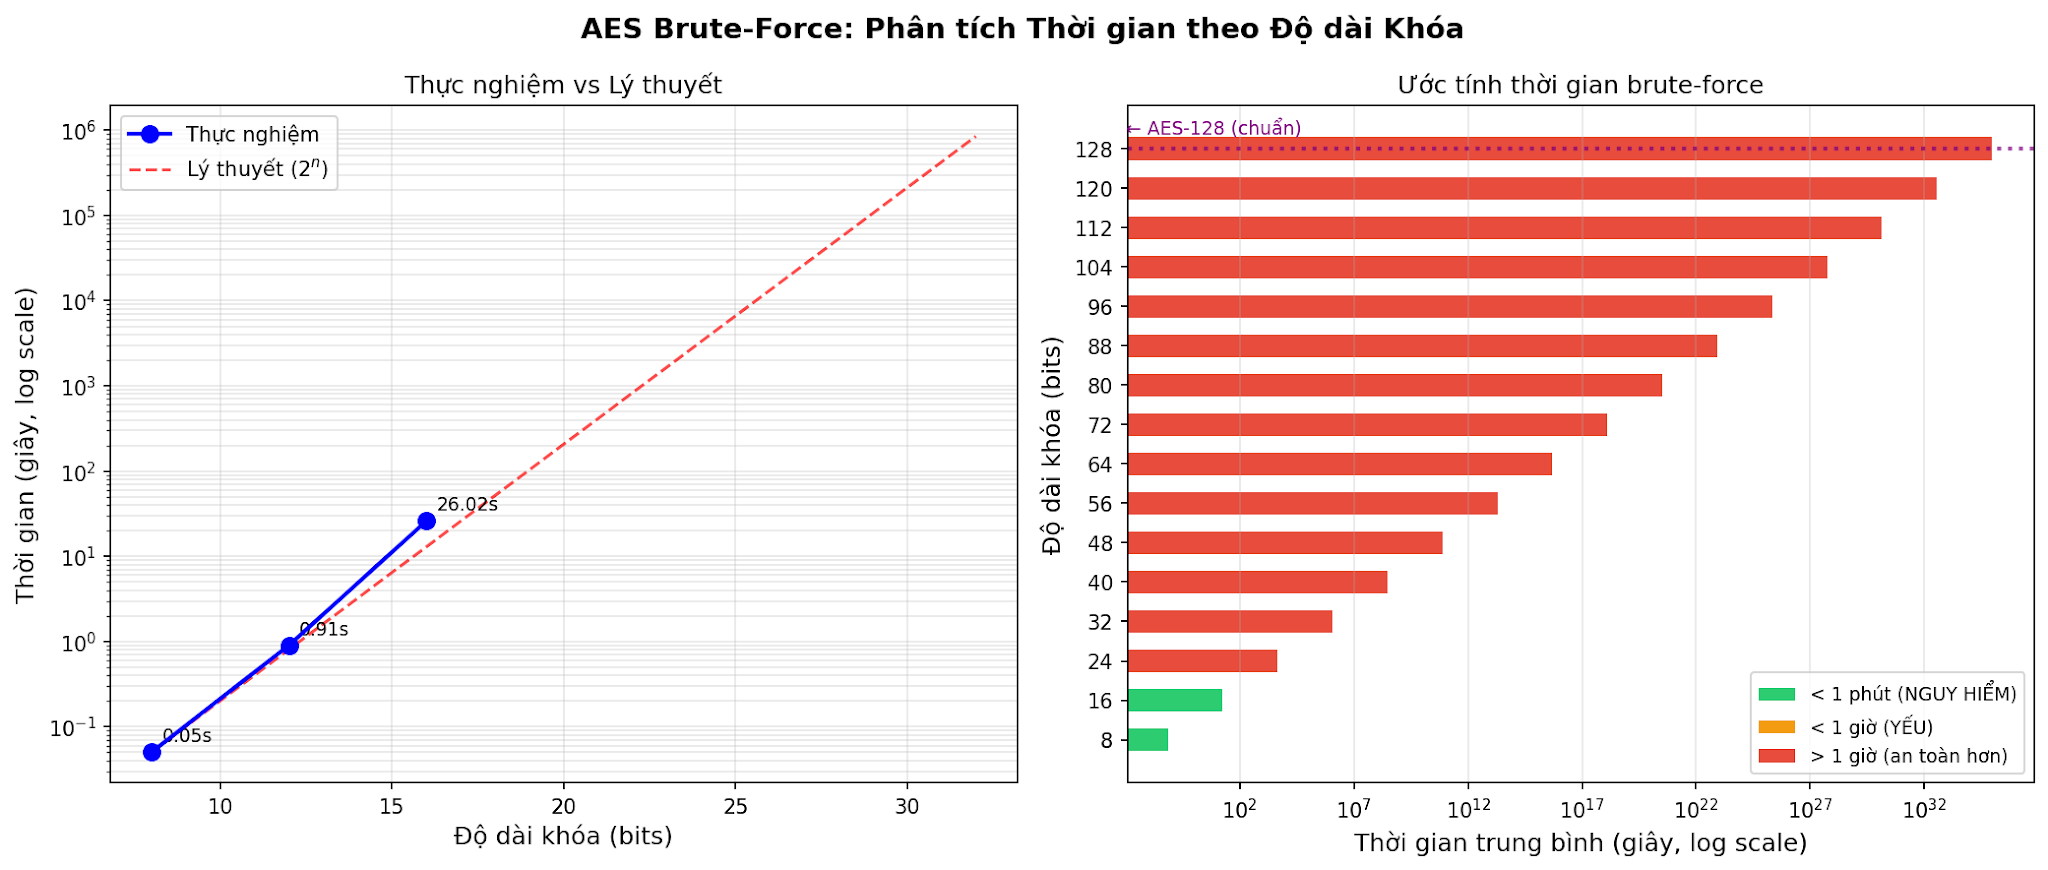 AES Brute-Force: Phân tích Thời gian theo Độ dài Khóa
Thực nghiệm vs Lý thuyết
Thực nghiệm
Lý thuyết (2ⁿ)
10⁶
10⁵
10⁴
10³
10²
10¹
10⁰
10⁻¹
Thời gian (giây, log scale)
26.02s
0.91s
0.05s
10 15 20 25 30
Độ dài khóa (bits)
Ước tính thời gian brute-force
← AES-128 (chuẩn)
128
120
112
104
96
88
80
72
64
56
48
40
32
24
16
8
Độ dài khóa (bits)
< 1 phút (NGUY HIỂM)
< 1 giờ (YẾU)
> 1 giờ (an toàn hơn)
10² 10⁷ 10¹² 10¹⁷ 10²² 10²⁷ 10³²
Thời gian trung bình (giây, log scale)